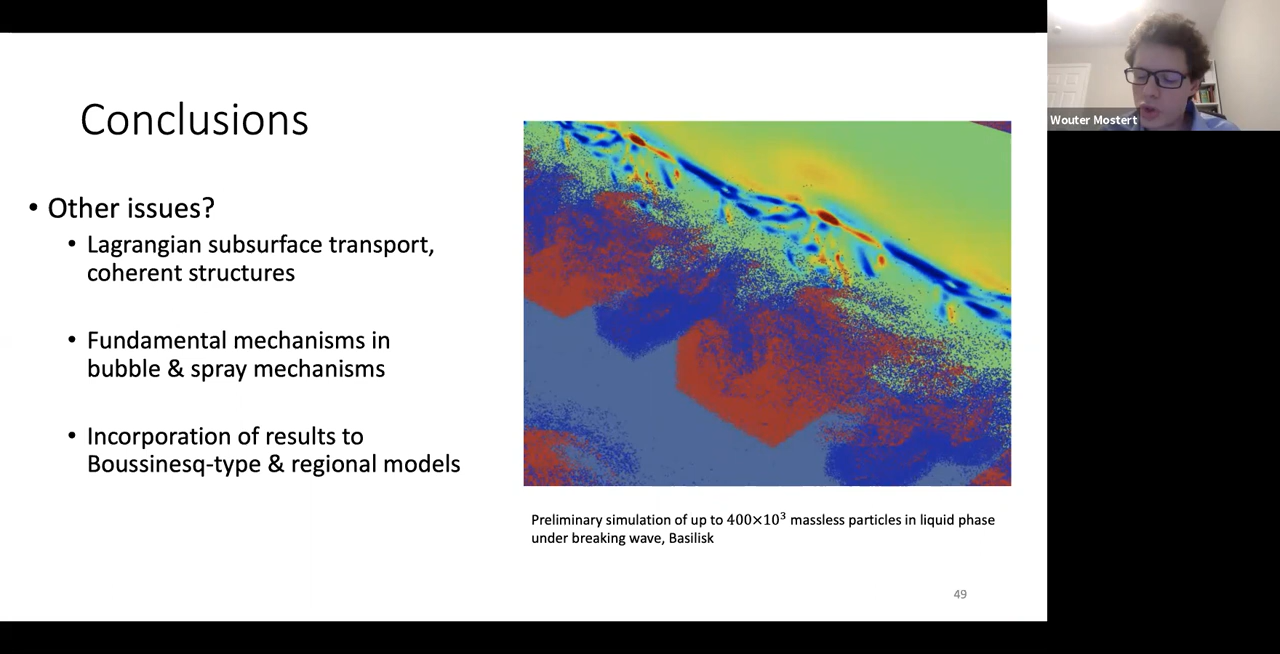 Conclusions
• Other issues?
• Lagrangian subsurface transport,
coherent structures
• Fundamental mechanisms in
bubble & spray mechanisms
• Incorporation of results to
Boussinesq-type & regional models
Preliminary simulation of up to 400×10³ massless particles in liquid phase
under breaking wave, Basilisk
49
Wouter Mostert